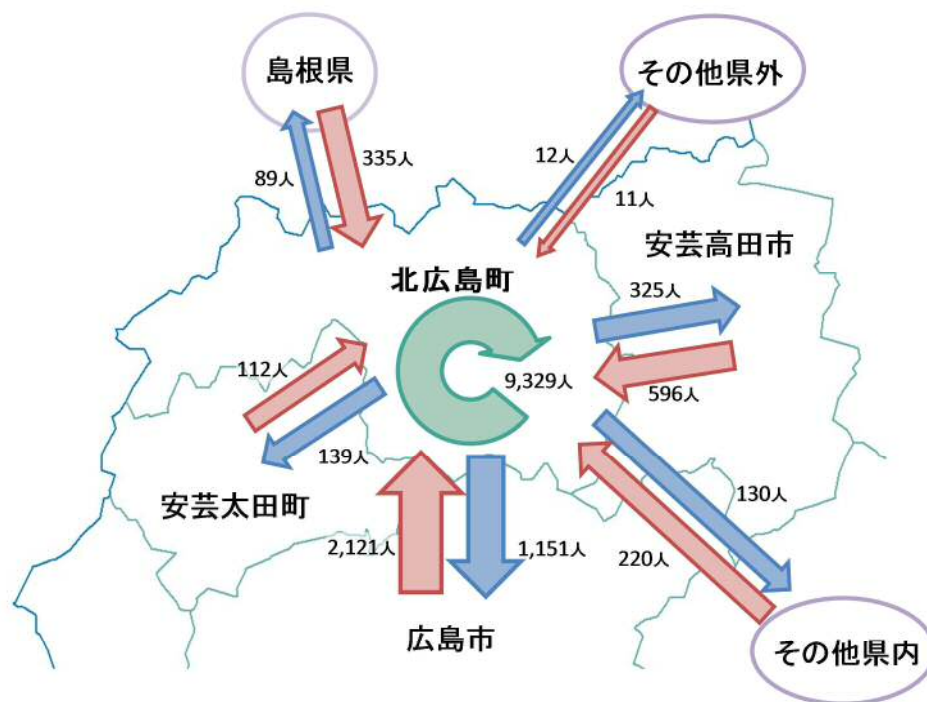 島根県
その他県外
335人
89人
12人
11人
安芸高田市
北広島町
325人
112人
9,329人
596人
139人
130人
安芸太田町
2,121人
1,151人
220人
広島市
その他県内